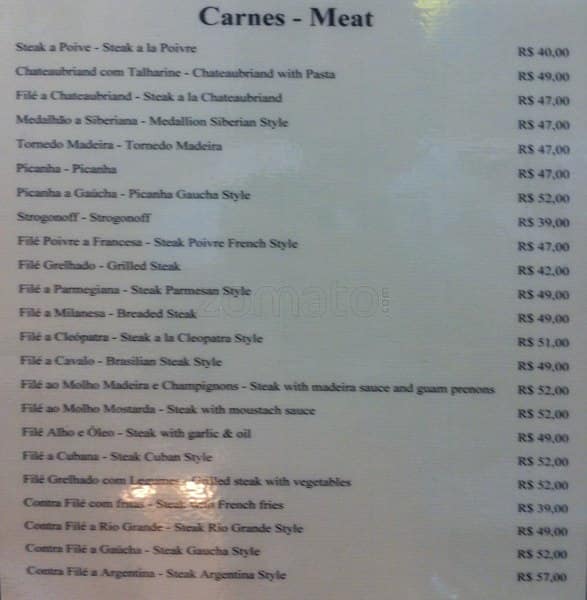 Carnes - Meat
Steak a Poive - Steak a la Poivre R$ 40,00
Chateaubriand com Talharine - Chateaubriand with Pasta R$ 49,00
Filé a Chateaubriand - Steak a la Chateaubriand R$ 47,00
Medalhão a Siberiana - Medallion Siberian Style R$ 47,00
Tornedo Madeira - Tornedo Madeira R$ 47,00
Picanha - Picanha R$ 47,00
Picanha a Gaúcha - Picanha Gaucha Style R$ 52,00
Strogonoff - Strogonoff R$ 39,00
Filé Poivre a Francesa - Steak Poivre French Style R$ 47,00
Filé Grelhado - Grilled Steak R$ 42,00
Filé a Parmegiana - Steak Parmesan Style R$ 49,00
zomato.com
Filé a Milanesa - Breaded Steak R$ 49,00
Filé a Cleópatra - Steak a la Cleopatra Style R$ 51,00
Filé a Cavalo - Brasilian Steak Style R$ 49,00
Filé ao Molho Madeira e Champignons - Steak with madeira sauce and guam prenons R$ 52,00
Filé ao Molho Mostarda - Steak with moustach sauce R$ 52,00
Filé Alho e Óleo - Steak with garlic & oil R$ 49,00
Filé a Cubana - Steak Cuban Style R$ 52,00
Filé Grelhado com Legumes - Grilled steak with vegetables R$ 52,00
Contra Filé com fritas - Steak with French fries R$ 39,00
Contra Filé a Rio Grande - Steak Rio Grande Style R$ 49,00
Contra Filé a Gaúcha - Steak Gaucha Style R$ 52,00
Contra Filé a Argentina - Steak Argentina Style R$ 57,00